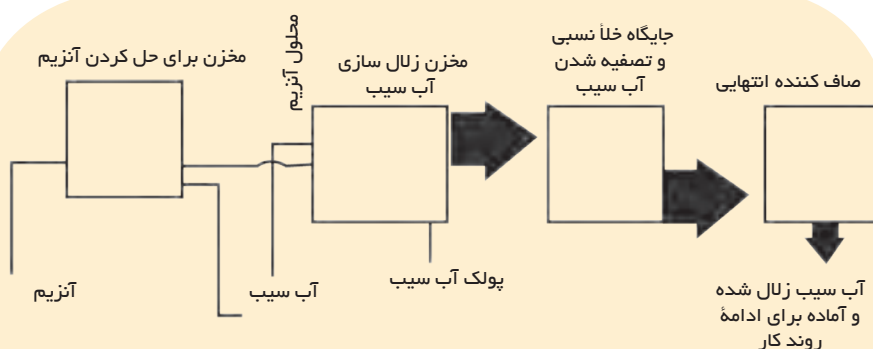 مخزن برای حل کردن آنزیم
محلول آنزیم
مخزن زلال سازی
آب سیب
جایگاه خلأ نسبی
و تصفیه شدن
آب سیب
صاف کننده انتهایی
آنزیم
آب سیب
پولک آب سیب
آب سیب زلال شده
و آماده برای ادامهٔ
روند کار